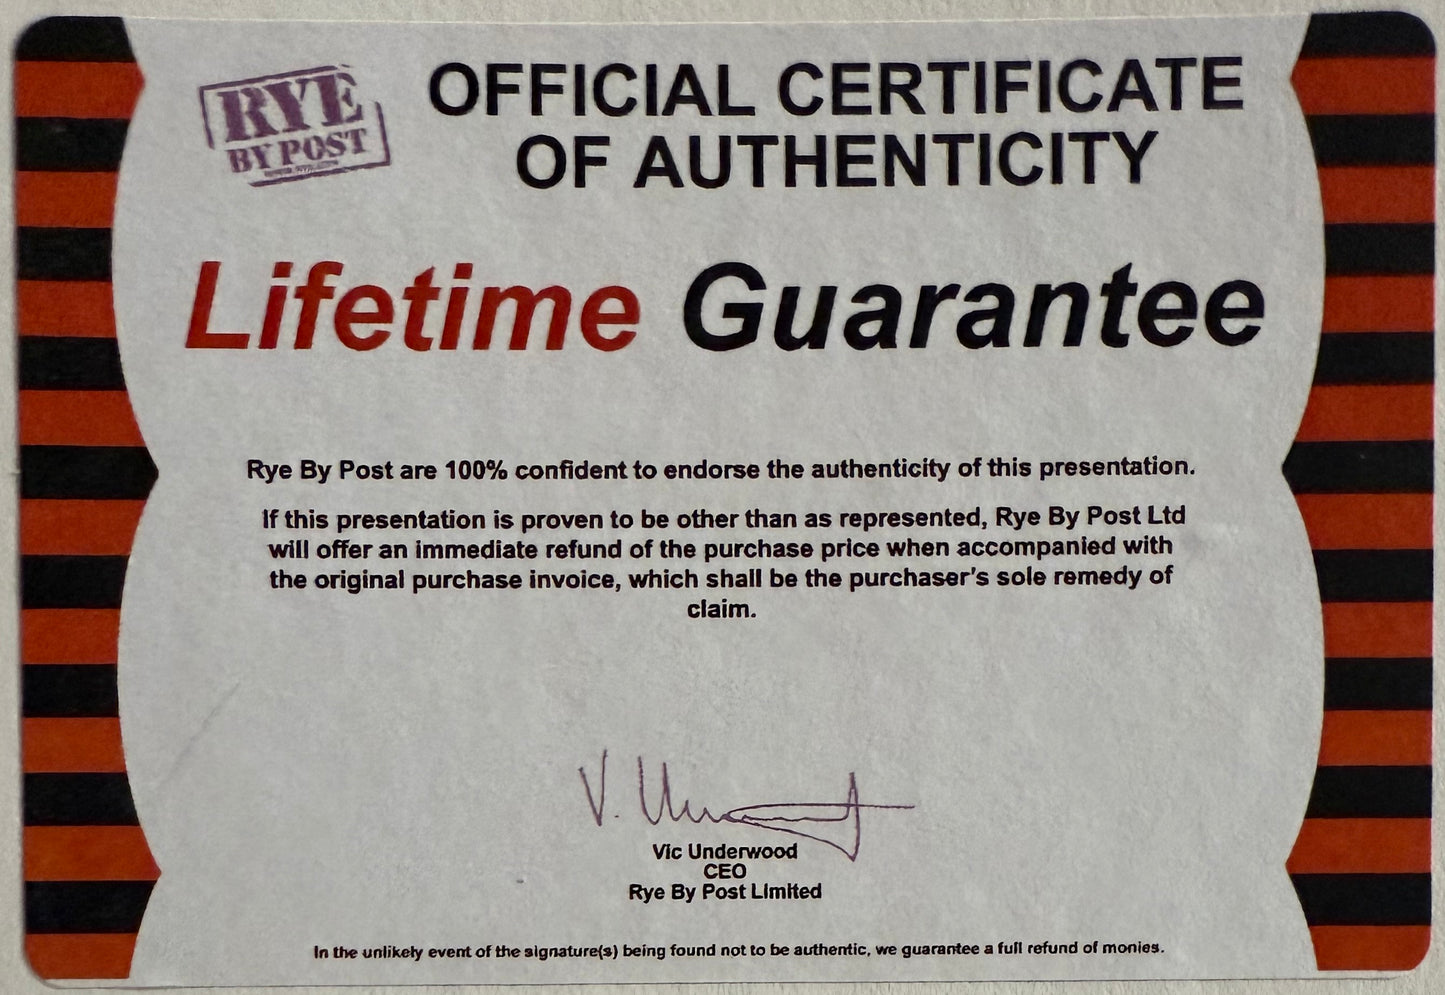 RYE
BY POST
OFFICIAL CERTIFICATE
OF AUTHENTICITY
Lifetime Guarantee
Rye By Post are 100% confident to endorse the authenticity of this presentation.
If this presentation is proven to be other than as represented, Rye By Post Ltd
will offer an immediate refund of the purchase price when accompanied with
the original purchase invoice, which shall be the purchaser's sole remedy of
claim.
Vic Underwood
CEO
Rye By Post Limited
In the unlikely event of the signature(s) being found not to be authentic, we guarantee a full refund of monies.